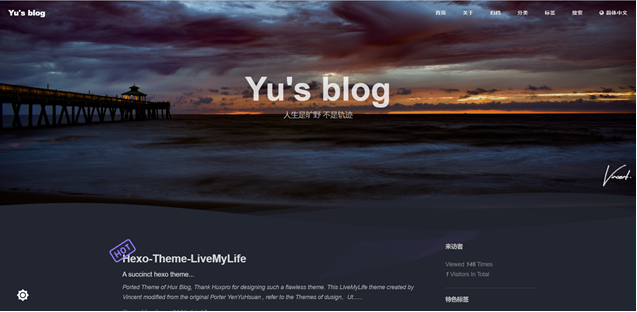 Yu's blog
首页 关于 归档 分类 标签 搜索 简体中文
Yu's blog
人生是旷野 不是轨迹
Vincent.
HOT
Hexo-Theme-LiveMyLife
A succinct hexo theme...
Ported Theme of Hux Blog, Thank Huxpro for designing such a flawless theme. This LiveMyLife theme created by
Vincent modified from the original Porter YenYuHsuan , refer to the Themes of dusign, Ut......
来访者
Viewed 146 Times
1 Visitors In Total
特色标签